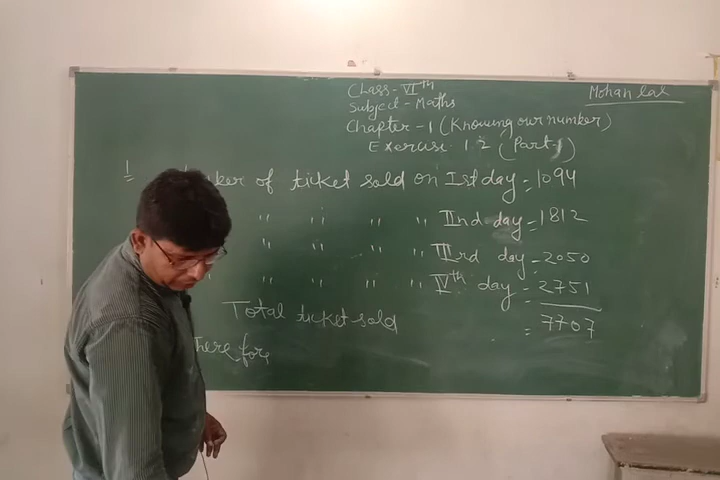 Class - VIth
Mohan lal
Subject - Maths
Chapter - 1 (Knowing our number)
Exercise 1.2 (Part-1)
1 of ticket sold on Ist day = 1094
" " " " IInd day = 1812
" " " " IIIrd day = 2050
" " " " IVth day = 2751
Total ticket sold = 7707
There fore